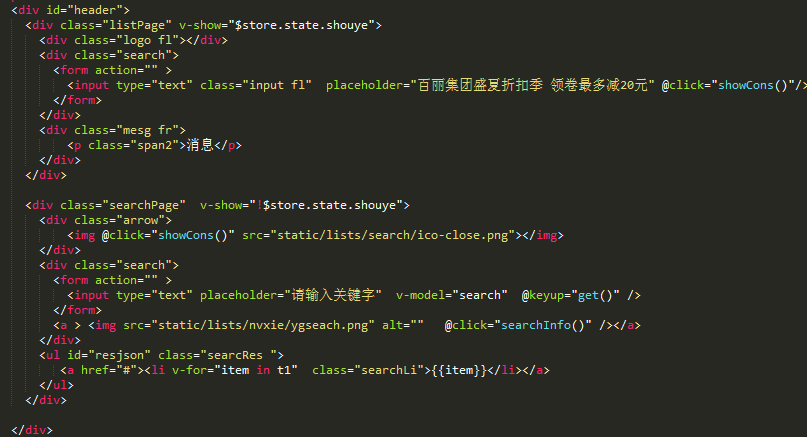 <div id="header">
<div class="listPage" v-show="$store.state.shouye">
<div class="logo fl"></div>
<div class="search">
<form action="" >
<input type="text" class="input fl"  placeholder="百丽集团盛夏折扣季 领卷最多减20元" @click="showCons()"/>
</form>
</div>
<div class="mesg fr">
<p class="span2">消息</p>
</div>
</div>
<div class="searchPage"  v-show="!$store.state.shouye">
<div class="arrow">
<img @click="showCons()" src="static/lists/search/ico-close.png"></img>
</div>
<div class="search">
<form action="" >
<input type="text" placeholder="请输入关键字"  v-model="search"  @keyup="get()" />
</form>
<a > <img src="static/lists/nvxie/ygseach.png" alt=""   @click="searchInfo()" /></a>
</div>
<ul id="resjson" class="searcRes ">
<a href="#"><li v-for="item in t1"  class="searchLi">{{item}}</li></a>
</ul>
</div>
</div>